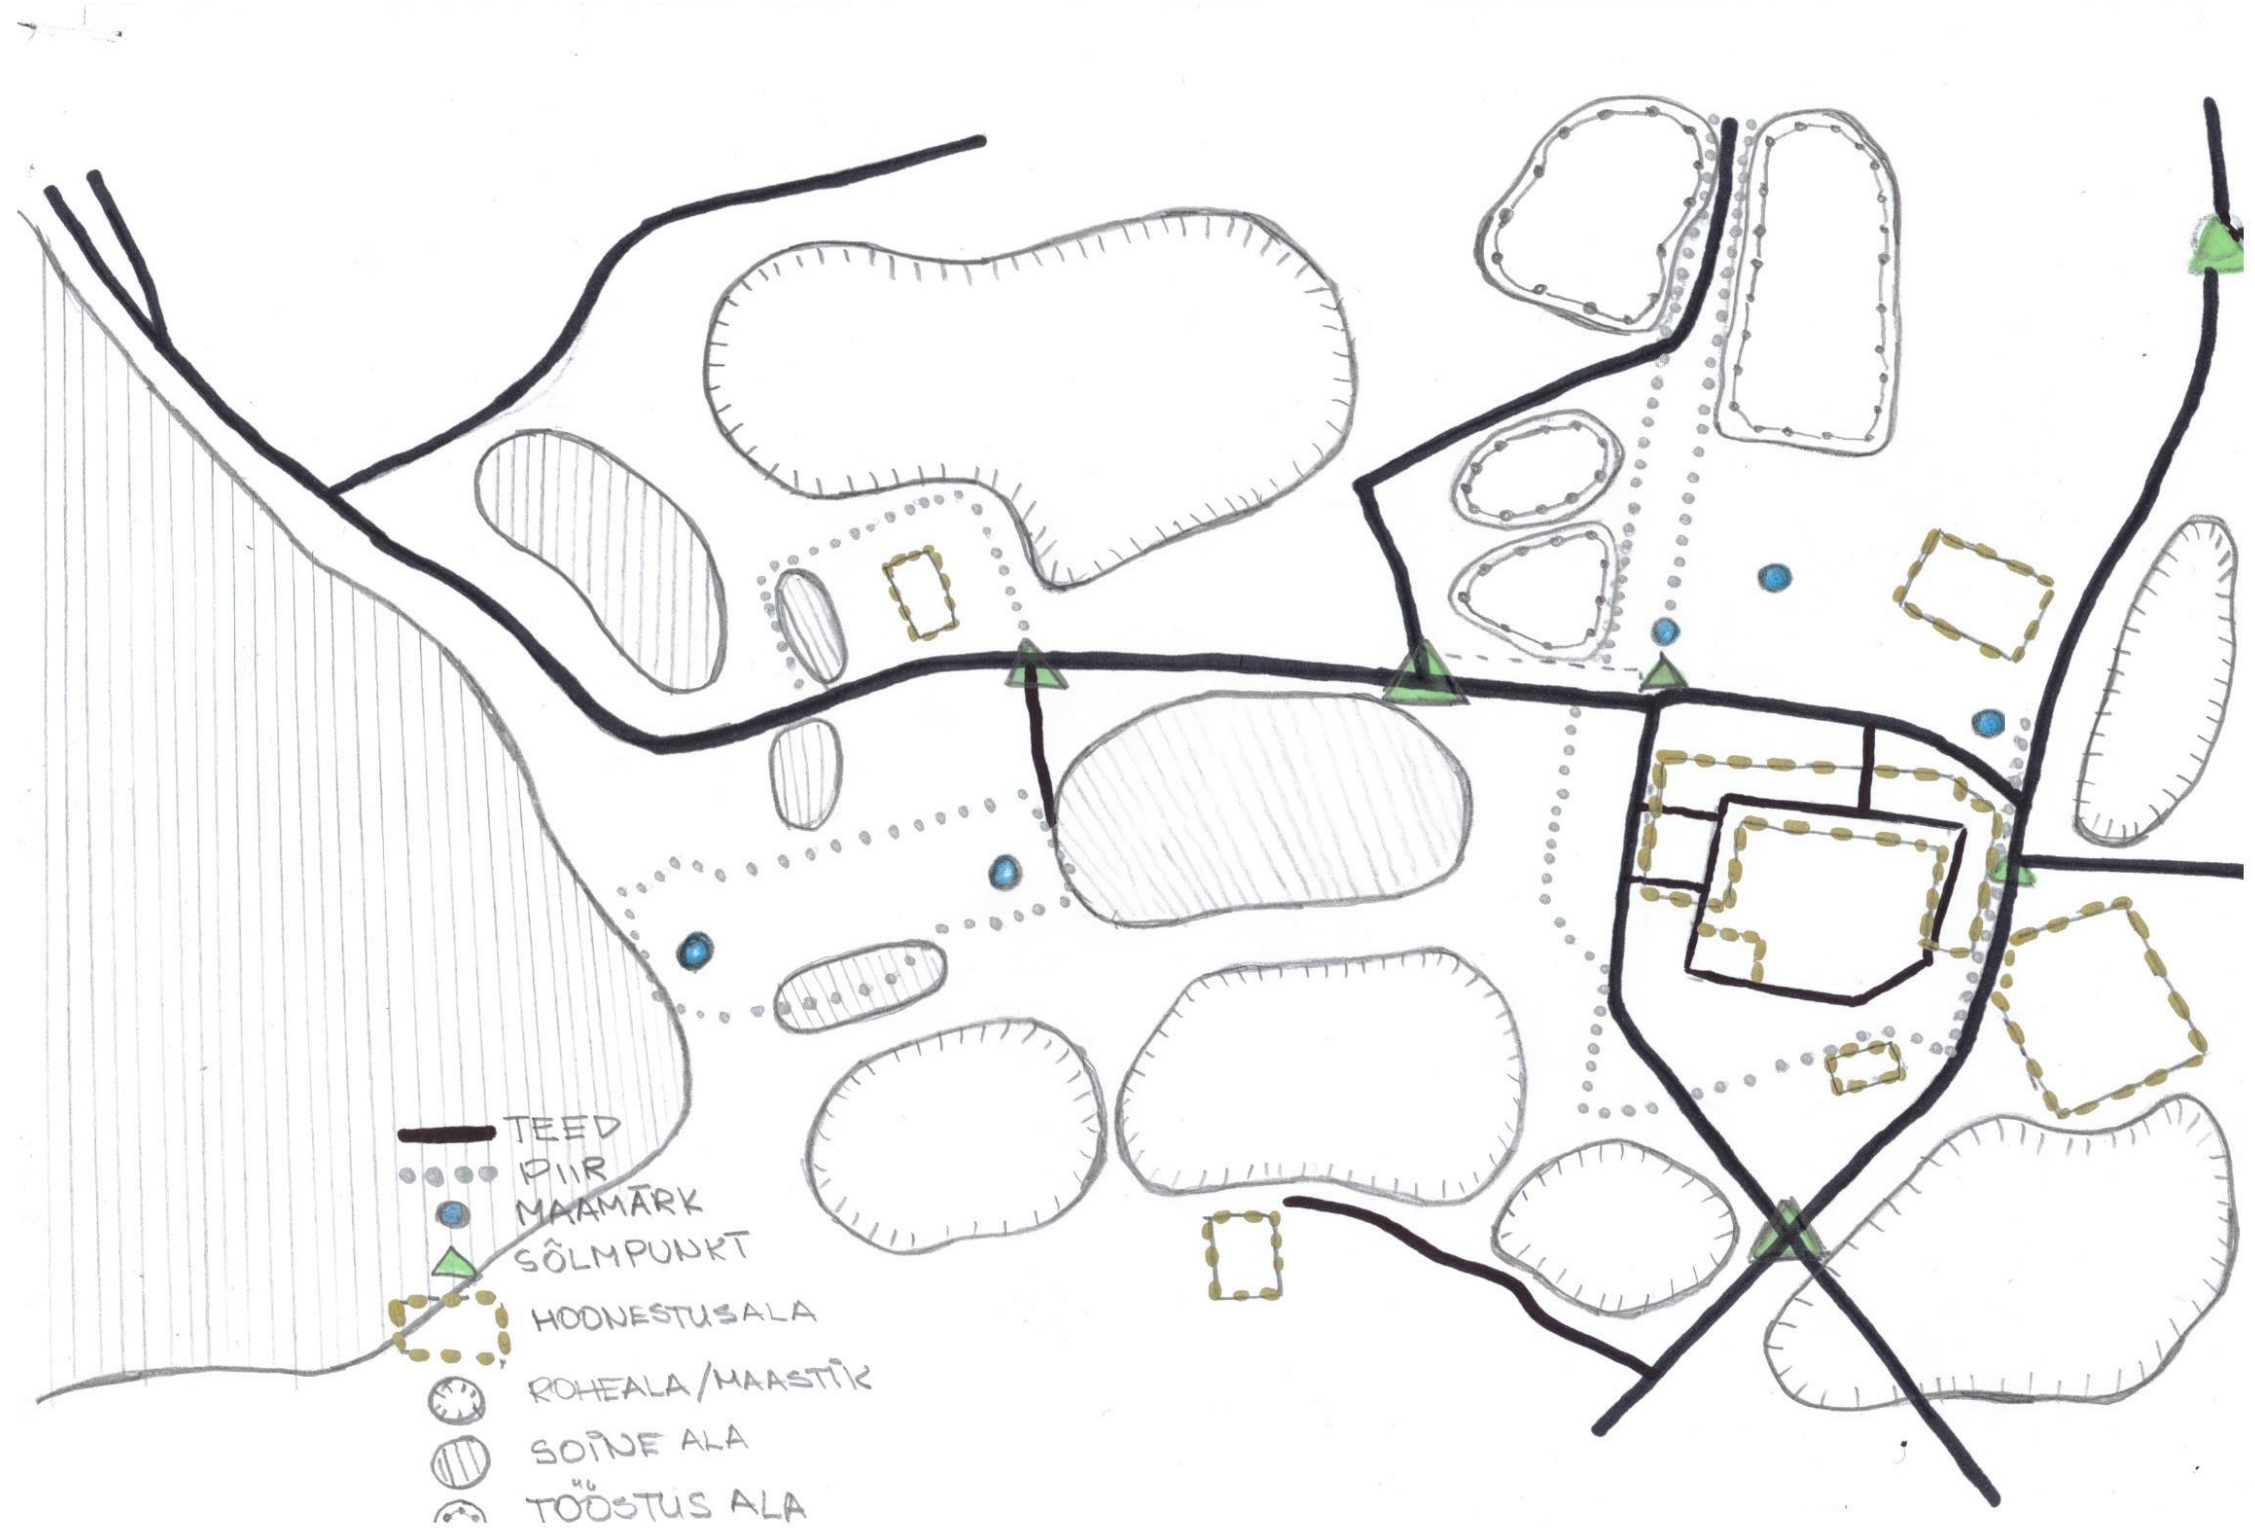 TEED
PIIR
MAAMÄRK
SÕLMPUNKT
HOONESTUSALA
ROHEALA/MAASTIK
SOINE ALA
TÖÖSTUS ALA